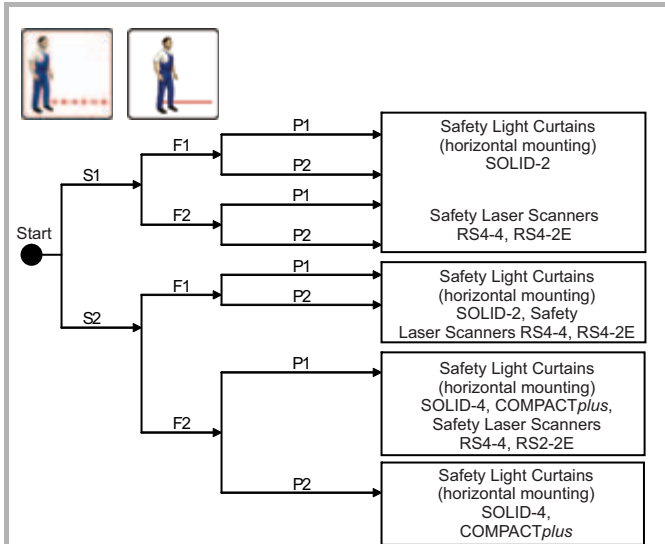 Start
S1
S2
F1
F2
F1
F2
P1
P2
P1
P2
P1
P2
P1
P2
Safety Light Curtains
(horizontal mounting)
SOLID-2
Safety Laser Scanners
RS4-4, RS4-2E
Safety Light Curtains
(horizontal mounting)
SOLID-2, Safety
Laser Scanners RS4-4, RS4-2E
Safety Light Curtains
(horizontal mounting)
SOLID-4, COMPACTplus,
Safety Laser Scanners
RS4-4, RS2-2E
Safety Light Curtains
(horizontal mounting)
SOLID-4,
COMPACTplus